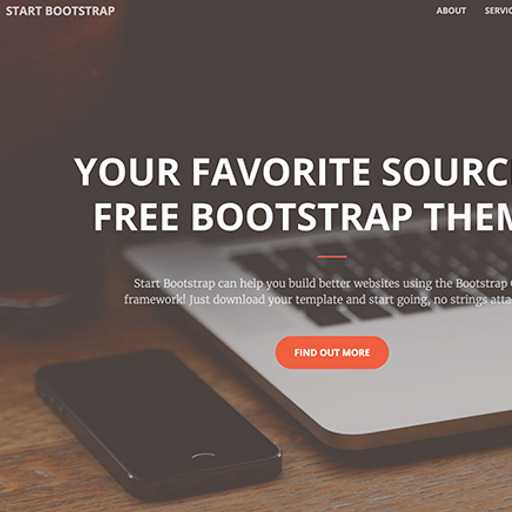 START BOOTSTRAP
ABOUT
SERVIC
YOUR FAVORITE SOURC
FREE BOOTSTRAP THEM
Start Bootstrap can help you build better websites using the Bootstrap
framework! Just download your template and start going, no strings atta
FIND OUT MORE